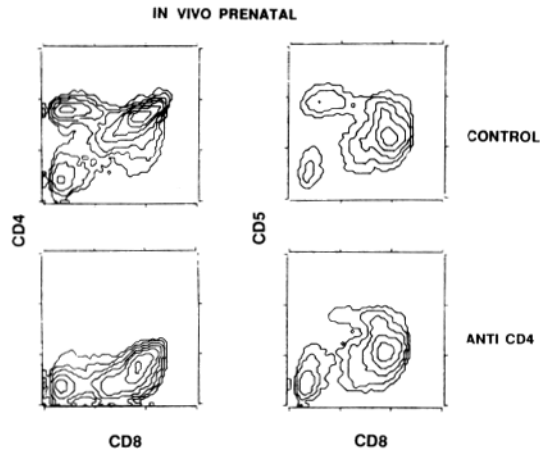 IN VIVO PRENATAL
CD4
CD5
CONTROL
ANTI CD4
CD8
CD8